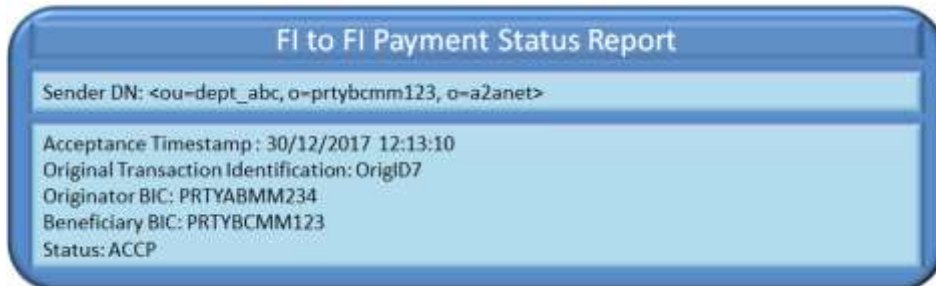 FI to FI Payment Status Report
Sender DN: <ou=dept_abc, o=prtybcmm123, o=a2anet>
Acceptance Timestamp : 30/12/2017 12:13:10
Original Transaction Identification: OrigID7
Originator BIC: PRTYABMM234
Beneficiary BIC: PRTYBCMM123
Status: ACCP